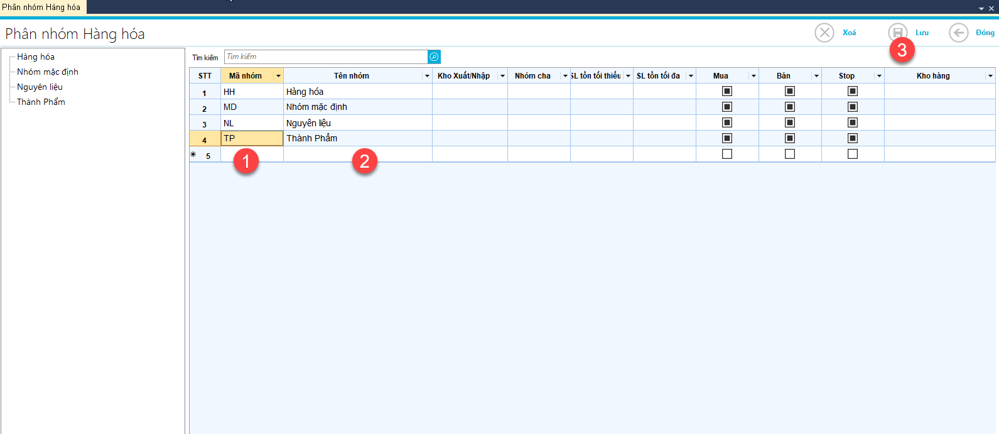 Phân nhóm Hàng hóa
Phân nhóm Hàng hóa
Xoá
Lưu
Đóng
3
Hàng hóa
Nhóm mặc định
Nguyên liệu
Thành Phẩm
Tìm kiếm Tìm kiếm
STT Mã nhóm Tên nhóm Kho Xuất/Nhập Nhóm cha SL tồn tối thiểu SL tồn tối đa Mua Bán Stop Kho hàng
1 HH Hàng hóa
2 MD Nhóm mặc định
3 NL Nguyên liệu
4 TP Thành Phẩm
* 5
1
2